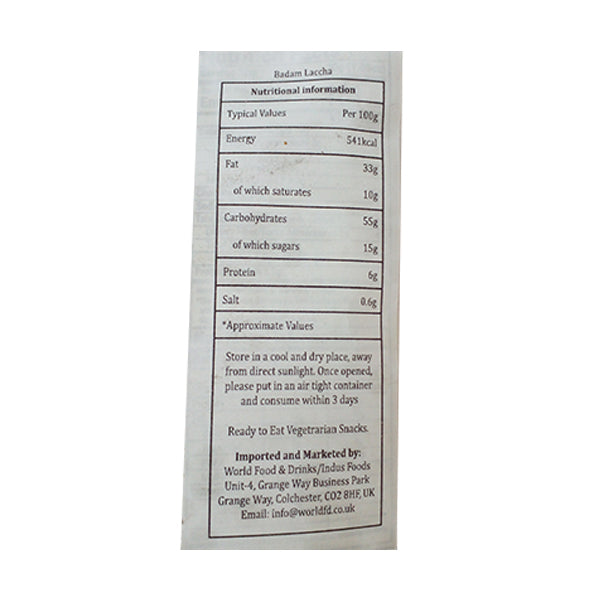 Badam Laccha
Nutritional information
Typical Values Per 100g
Energy 541kcal
Fat 33g
of which saturates 10g
Carbohydrates 55g
of which sugars 15g
Protein 6g
Salt 0.6g
*Approximate Values
Store in a cool and dry place, away
from direct sunlight. Once opened,
please put in an air tight container
and consume within 3 days
Ready to Eat Vegetrarian Snacks.
Imported and Marketed by:
World Food & Drinks/Indus Foods
Unit-4, Grange Way Business Park
Grange Way, Colchester, CO2 8HF, UK
Email: info@worldfd.co.uk